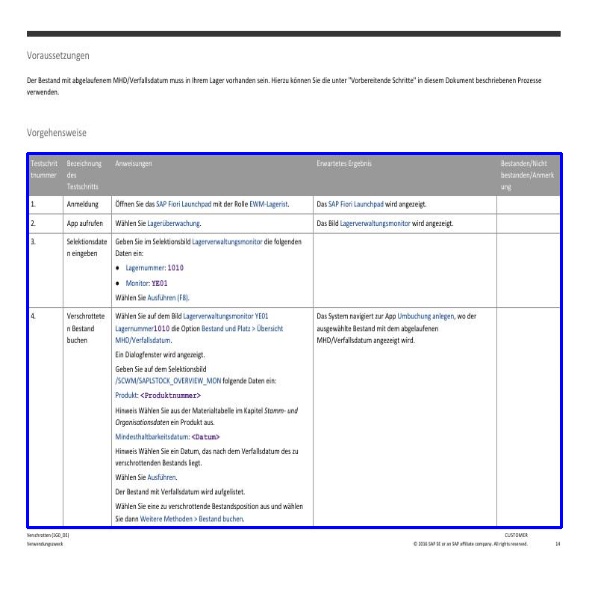 Voraussetzungen
Der Bestand mit abgelaufenem MHD/Verfallsdatum muss in Ihrem Lager vorhanden sein. Hierzu können Sie die unter "Vorbereitende Schritte" in diesem Dokument beschriebenen Prozesse
verwenden.
Vorgehensweise
Testschrit
tnummer
Bezeichnung
des
Testschritts
Anweisungen
Erwartetes Ergebnis
Bestanden/Nicht
bestanden/Anmerk
ung
1.
Anmeldung
Öffnen Sie das SAP Fiori Launchpad mit der Rolle EWM-Lagerist.
Das SAP Fiori Launchpad wird angezeigt.
2.
App aufrufen
Wählen Sie Lagerüberwachung.
Das Bild Lagerverwaltungsmonitor wird angezeigt.
3.
Selektionsdate
n eingeben
Geben Sie im Selektionsbild Lagerverwaltungsmonitor die folgenden
Daten ein:
● Lagernummer: 1010
● Monitor: YE01
Wählen Sie Ausführen (F8).
4.
Verschrottete
n Bestand
buchen
Wählen Sie auf dem Bild Lagerverwaltungsmonitor YE01
Lagernummer1010 die Option Bestand und Platz > Übersicht
MHD/Verfallsdatum.
Ein Dialogfenster wird angezeigt.
Geben Sie auf dem Selektionsbild
/SCWM/SAPLSTOCK_OVERVIEW_MON folgende Daten ein:
Produkt: <Produktnummer>
Hinweis Wählen Sie aus der Materialtabelle im Kapitel Stamm- und
Organisationsdaten ein Produkt aus.
Mindesthaltbarkeitsdatum: <Datum>
Hinweis Wählen Sie ein Datum, das nach dem Verfallsdatum des zu
verschrottenden Bestands liegt.
Wählen Sie Ausführen.
Der Bestand mit Verfallsdatum wird aufgelistet.
Wählen Sie eine zu verschrottende Bestandsposition aus und wählen
Sie dann Weitere Methoden > Bestand buchen.
Das System navigiert zur App Umbuchung anlegen, wo der
ausgewählte Bestand mit dem abgelaufenen
MHD/Verfallsdatum angezeigt wird.
Verschrotten (1G0_DE)
Verwendungszweck
CUSTOMER
© 2016 SAP SE or an SAP affiliate company. All rights reserved.
14